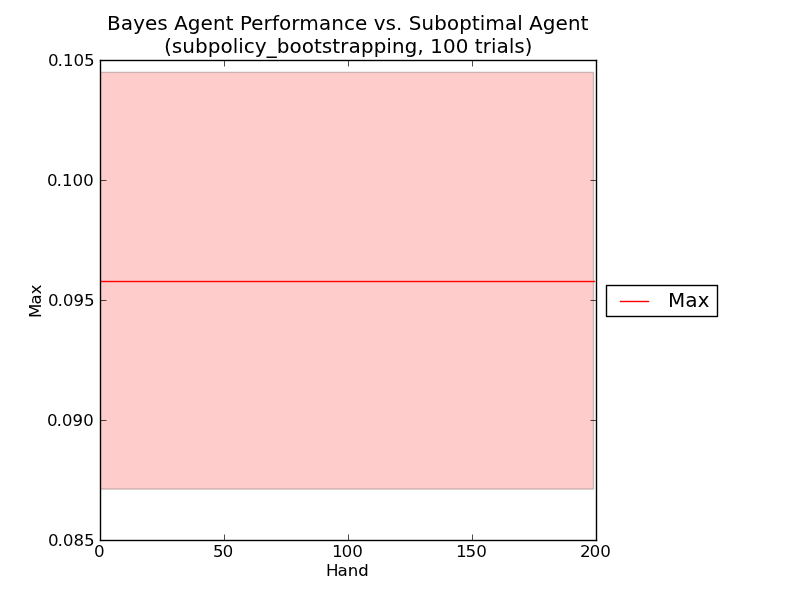 Bayes Agent Performance vs. Suboptimal Agent
(subpolicy_bootstrapping, 100 trials)
0.105
0.100
0.095
0.090
0.085
Max
Max
0
50
100
150
200
Hand